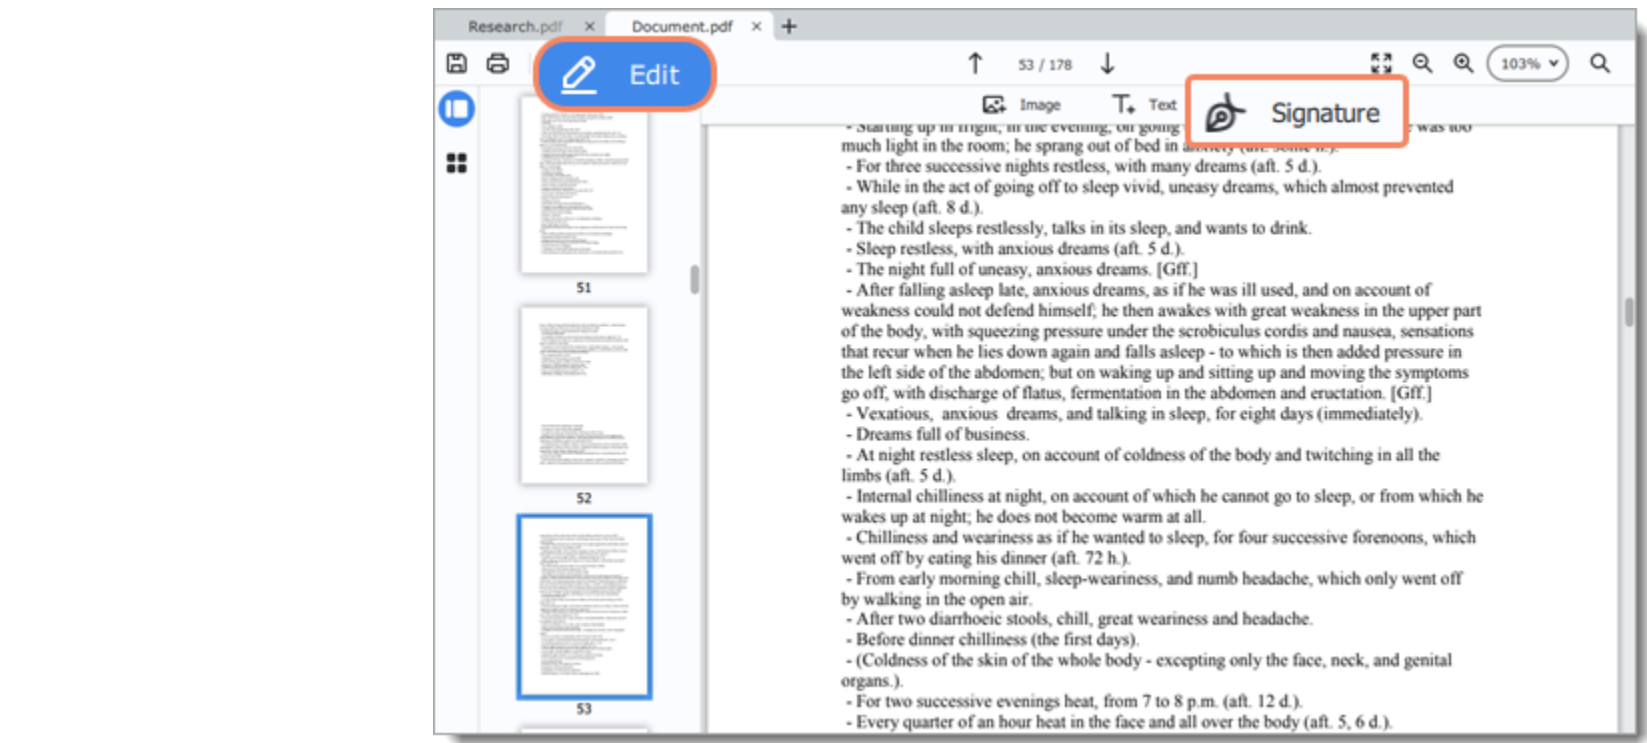 Research.pdf
Document.pdf
Edit
53 / 178
103%
Image
Text
Signature
51
52
53
- Starting up in fright, in the evening, on going
was too
much light in the room; he sprang out of bed in
- For three successive nights restless, with many dreams (aft. 5 d.).
- While in the act of going off to sleep vivid, uneasy dreams, which almost prevented
any sleep (aft. 8 d.).
- The child sleeps restlessly, talks in its sleep, and wants to drink.
- Sleep restless, with anxious dreams (aft. 5 d.).
- The night full of uneasy, anxious dreams. [Gff.]
- After falling asleep late, anxious dreams, as if he was ill used, and on account of
weakness could not defend himself; he then awakes with great weakness in the upper part
of the body, with squeezing pressure under the scrobiculus cordis and nausea, sensations
that recur when he lies down again and falls asleep - to which is then added pressure in
the left side of the abdomen; but on waking up and sitting up and moving the symptoms
go off, with discharge of flatus, fermentation in the abdomen and eructation. [Gff.]
- Vexatious, anxious dreams, and talking in sleep, for eight days (immediately).
- Dreams full of business.
- At night restless sleep, on account of coldness of the body and twitching in all the
limbs (aft. 5 d.).
- Internal chilliness at night, on account of which he cannot go to sleep, or from which he
wakes up at night; he does not become warm at all.
- Chilliness and weariness as if he wanted to sleep, for four successive forenoons, which
went off by eating his dinner (aft. 72 h.).
- From early morning chill, sleep-weariness, and numb headache, which only went off
by walking in the open air.
- After two diarrhoeic stools, chill, great weariness and headache.
- Before dinner chilliness (the first days).
- (Coldness of the skin of the whole body - excepting only the face, neck, and genital
organs.).
- For two successive evenings heat, from 7 to 8 p.m. (aft. 12 d.).
- Every quarter of an hour heat in the face and all over the body (aft. 5, 6 d.).